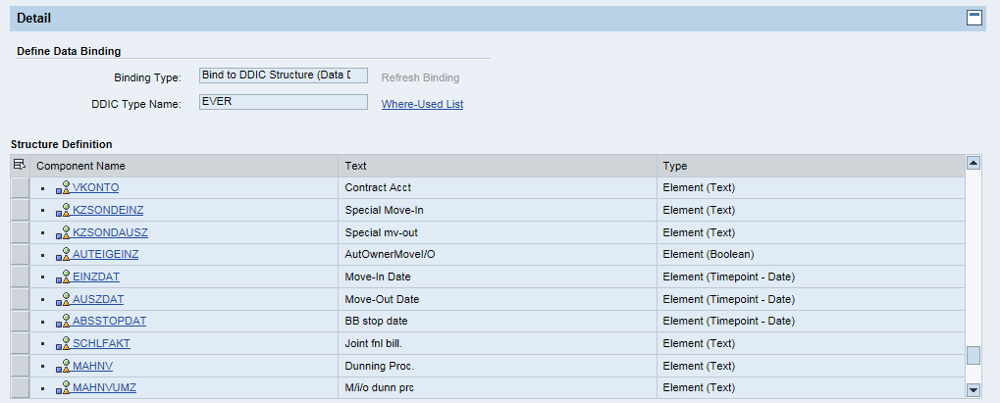 Detail
Define Data Binding
Binding Type: Bind to DDIC Structure (Data D Refresh Binding
DDIC Type Name: EVER Where-Used List
Structure Definition
Component Name Text Type
VKONTO Contract Acct Element (Text)
KZSONDEINZ Special Move-In Element (Text)
KZSONDAUSZ Special mv-out Element (Text)
AUTEIGEINZ AutOwnerMoveI/O Element (Boolean)
EINZDAT Move-In Date Element (Timepoint - Date)
AUSZDAT Move-Out Date Element (Timepoint - Date)
ABSSTOPDAT BB stop date Element (Timepoint - Date)
SCHLFAKT Joint fnl bill. Element (Text)
MAHNV Dunning Proc. Element (Text)
MAHNVUMZ M/i/o dunn prc Element (Text)